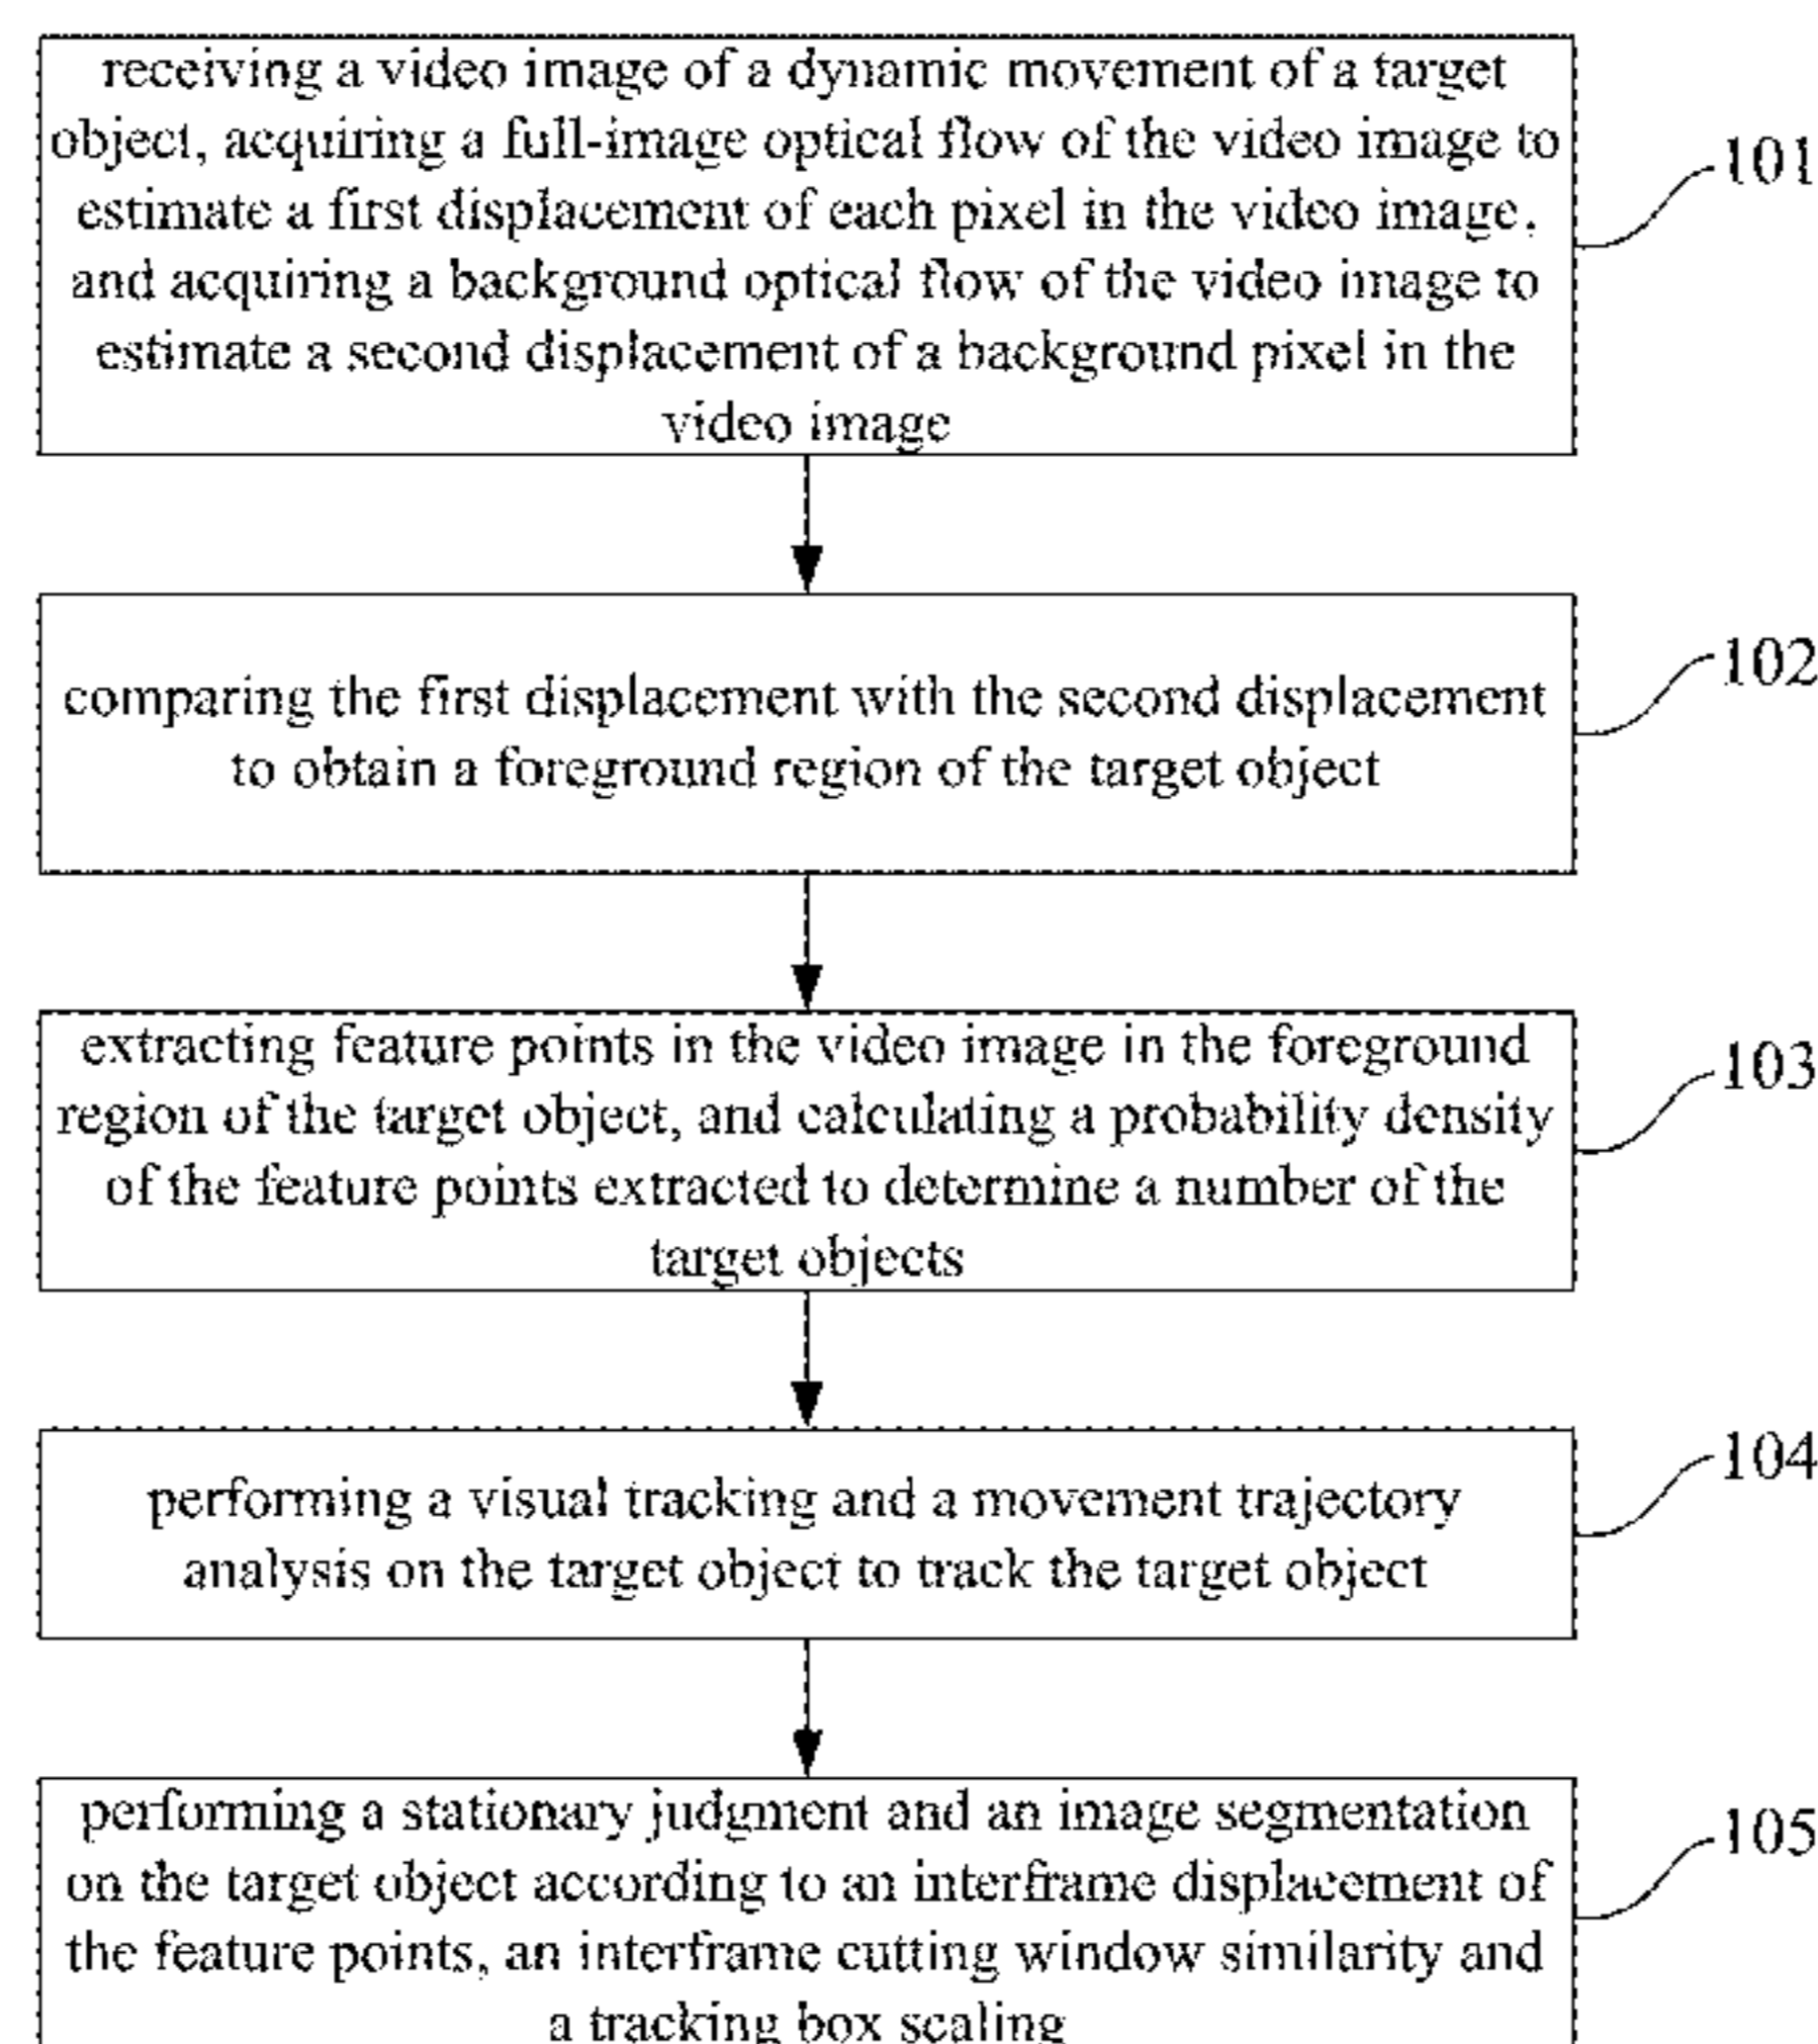 receiving a video image of a dynamic movement of a target
object, acquiring a full-image optical flow of the video image to
estimate a first displacement of each pixel in the video image,
and acquiring a background optical flow of the video image to
estimate a second displacement of a background pixel in the
video image
101
comparing the first displacement with the second displacement
to obtain a foreground region of the target object
102
extracting feature points in the video image in the foreground
region of the target object, and calculating a probability density
of the feature points extracted to determine a number of the
target objects
103
performing a visual tracking and a movement trajectory
analysis on the target object to track the target object
104
performing a stationary judgment and an image segmentation
on the target object according to an interframe displacement of
the feature points, an interframe cutting window similarity and
a tracking box scaling
105